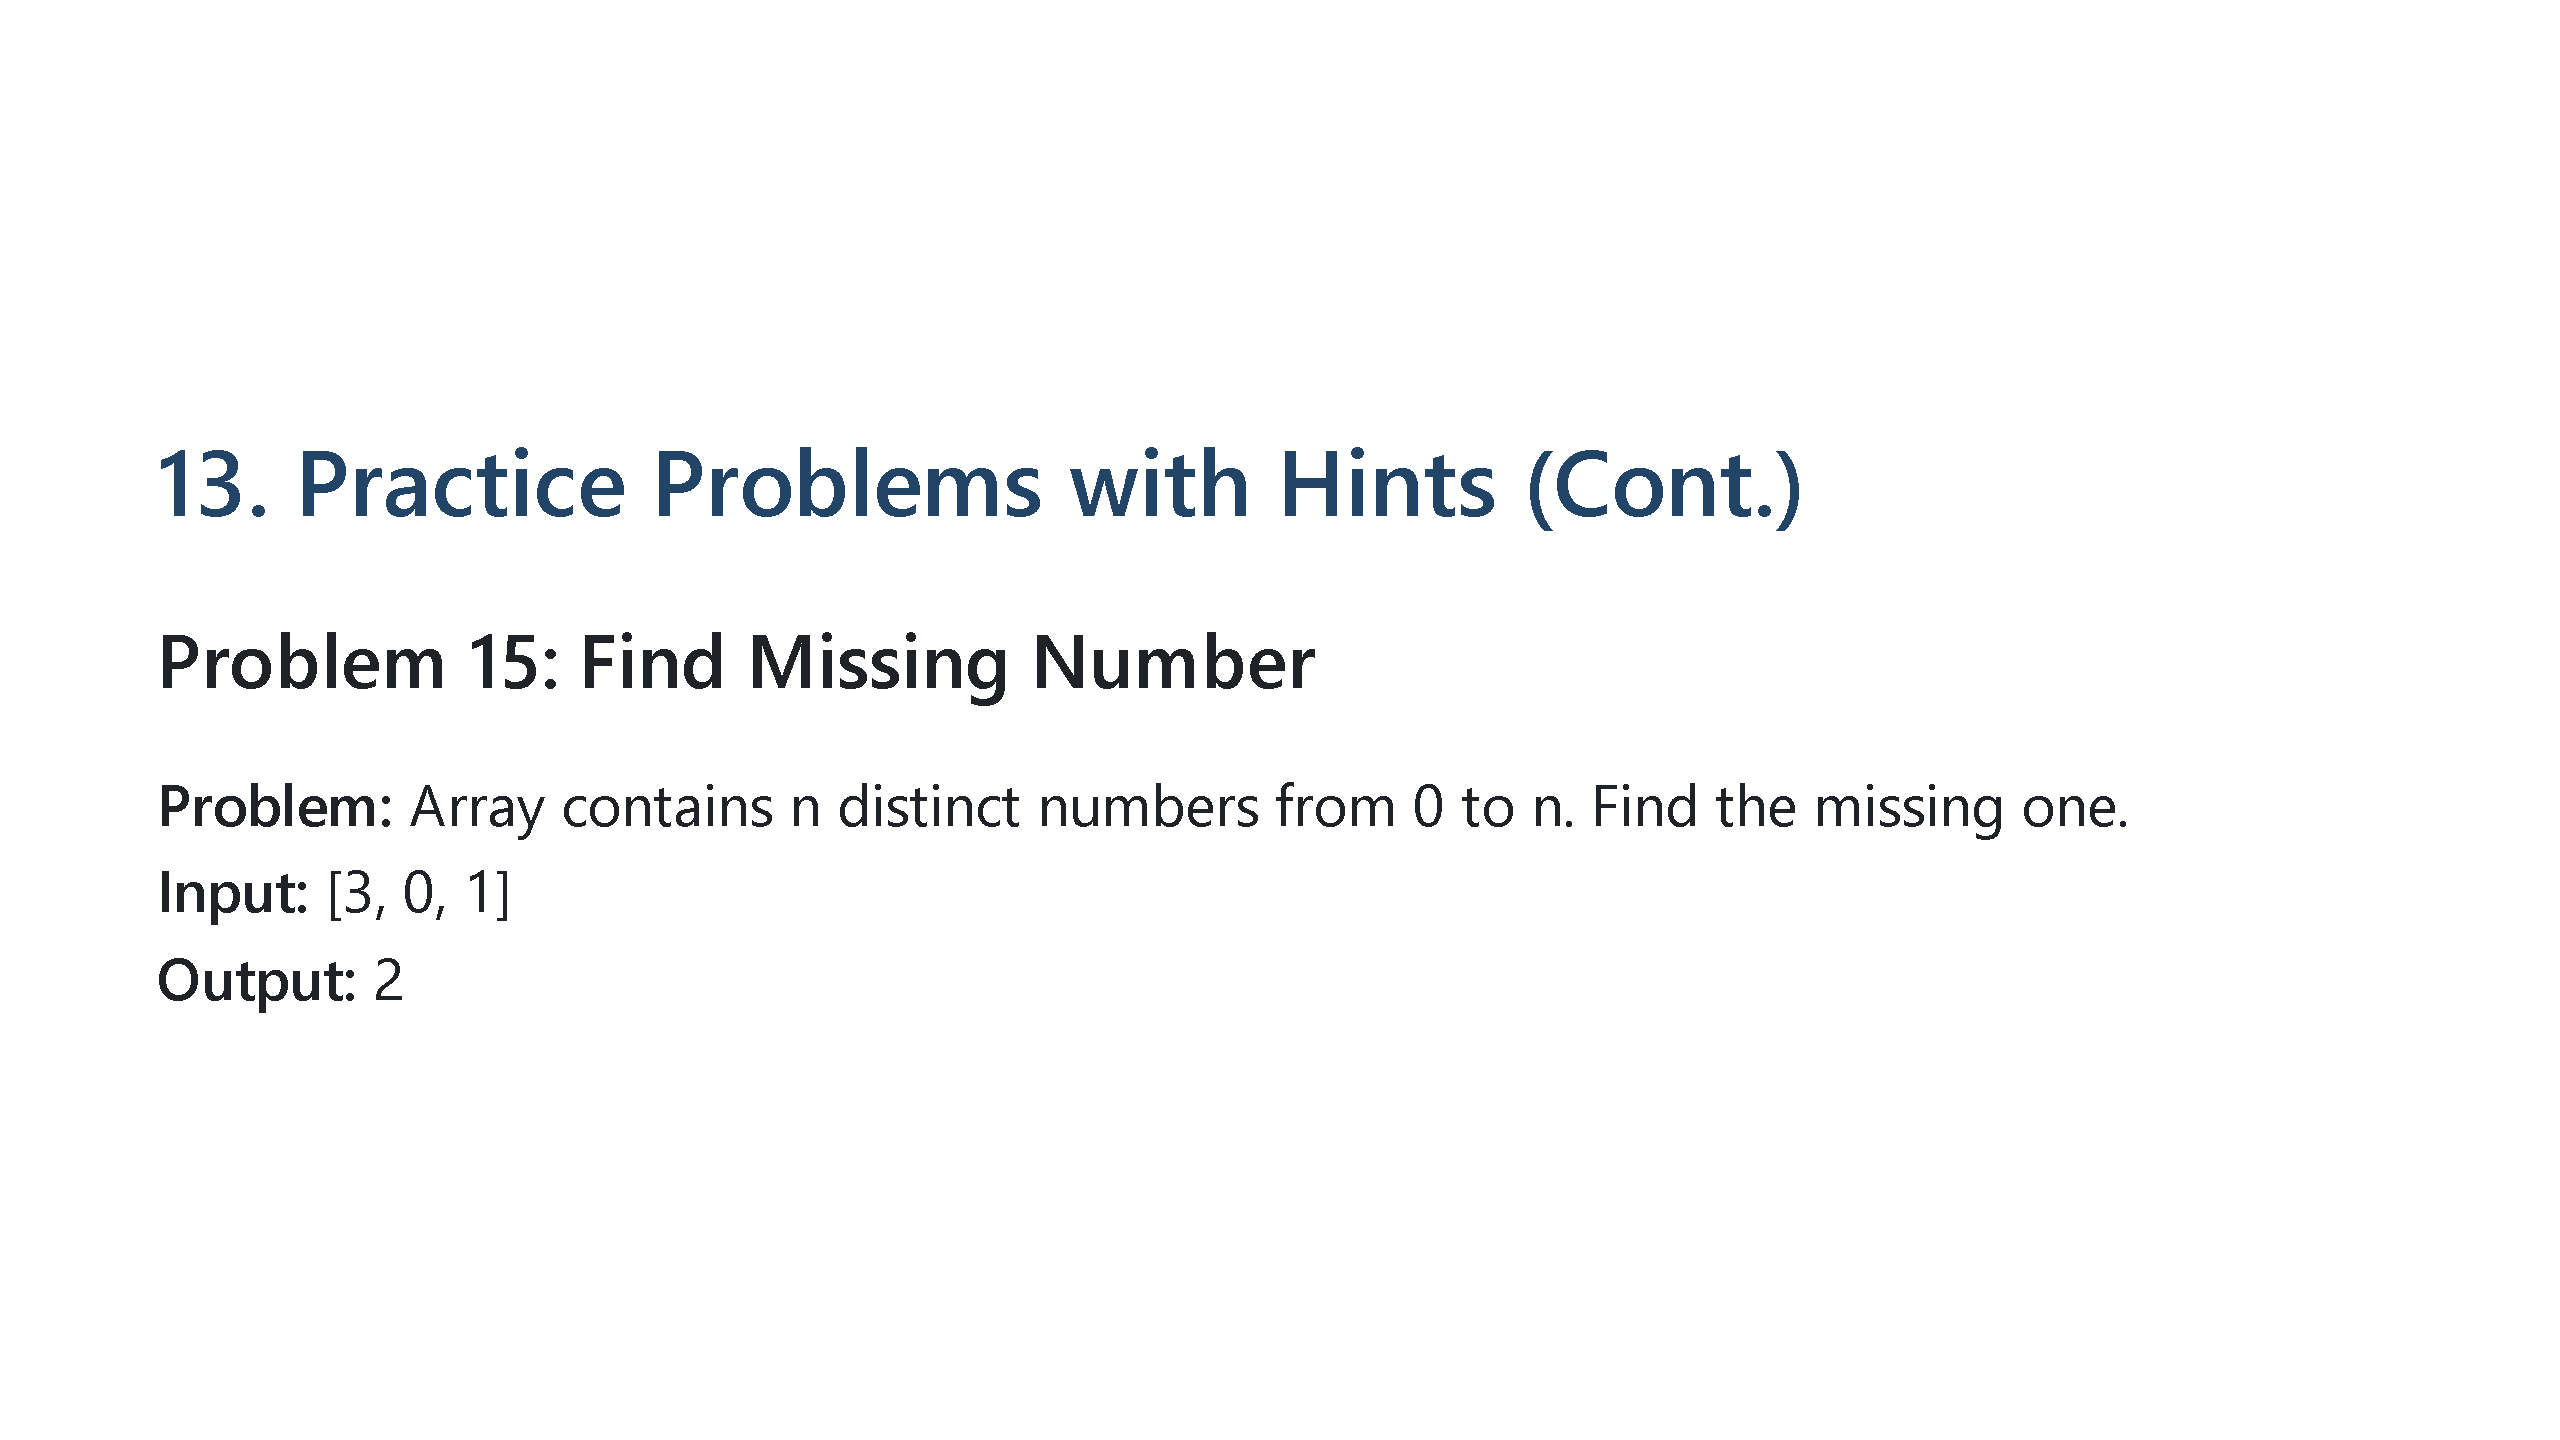 13. Practice Problems with Hints (Cont.)
Problem 15: Find Missing Number
Problem: Array contains n distinct numbers from 0 to n. Find the missing one.
Input: [3, 0, 1]
Output: 2